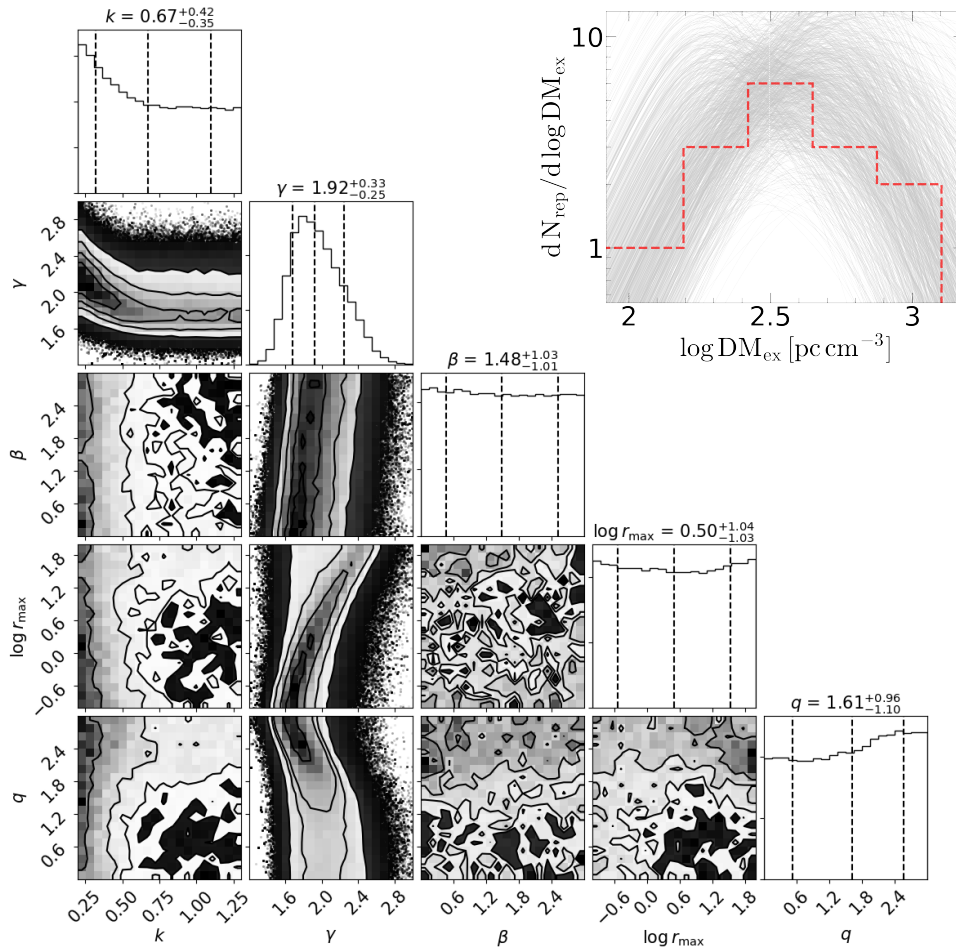 k = 0.67 +0.42 −0.35
10
1
dN_rep/dlogDM_ex
2 2.5 3
log DM_ex [pc cm^−3]
γ = 1.92 +0.33 −0.25
2.8
2.4
2.0
1.6
γ
β = 1.48 +1.03 −1.01
2.4
1.8
1.2
0.6
β
log r_max = 0.50 +1.04 −1.03
1.8
1.2
0.6
0.0
−0.6
log r_max
q = 1.61 +0.96 −1.10
2.4
1.8
1.2
0.6
q
0.25 0.50 0.75 1.00 1.25
1.6 2.0 2.4 2.8
0.6 1.2 1.8 2.4
−0.6 0.0 0.6 1.2 1.8
0.6 1.2 1.8 2.4
k γ β log r_max q